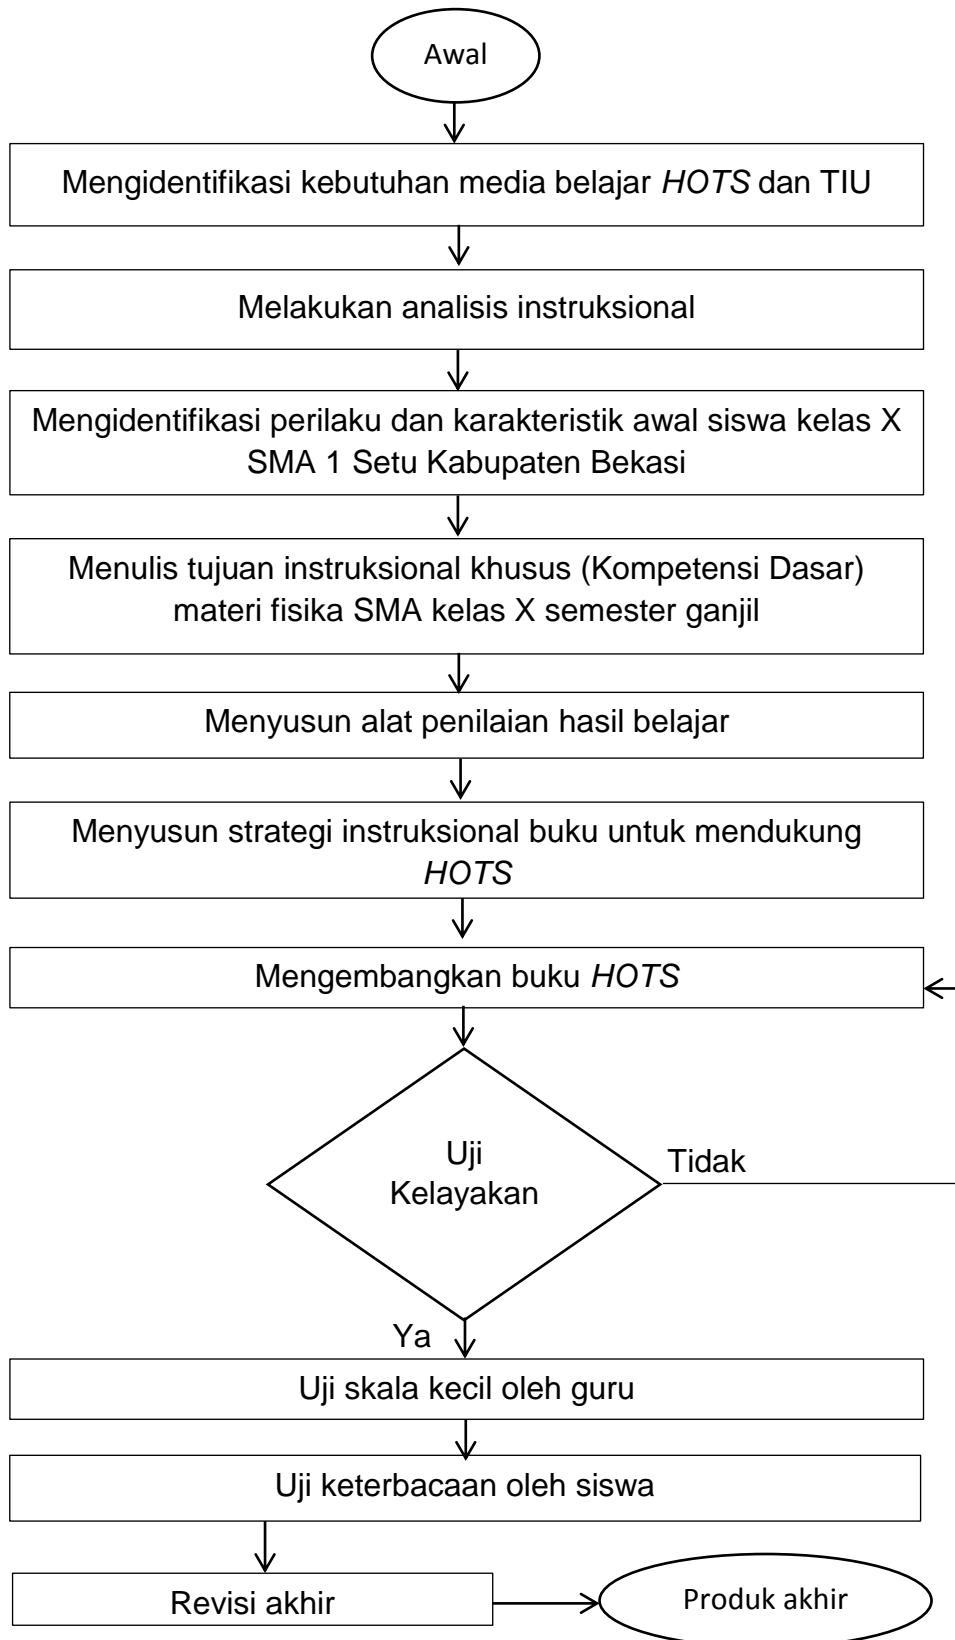 Awal
Mengidentifikasi kebutuhan media belajar HOTS dan TIU
Melakukan analisis instruksional
Mengidentifikasi perilaku dan karakteristik awal siswa kelas X
SMA 1 Setu Kabupaten Bekasi
Menulis tujuan instruksional khusus (Kompetensi Dasar)
materi fisika SMA kelas X semester ganjil
Menyusun alat penilaian hasil belajar
Menyusun strategi instruksional buku untuk mendukung
HOTS
Mengembangkan buku HOTS
Uji
Kelayakan
Tidak
Ya
Uji skala kecil oleh guru
Uji keterbacaan oleh siswa
Revisi akhir
Produk akhir